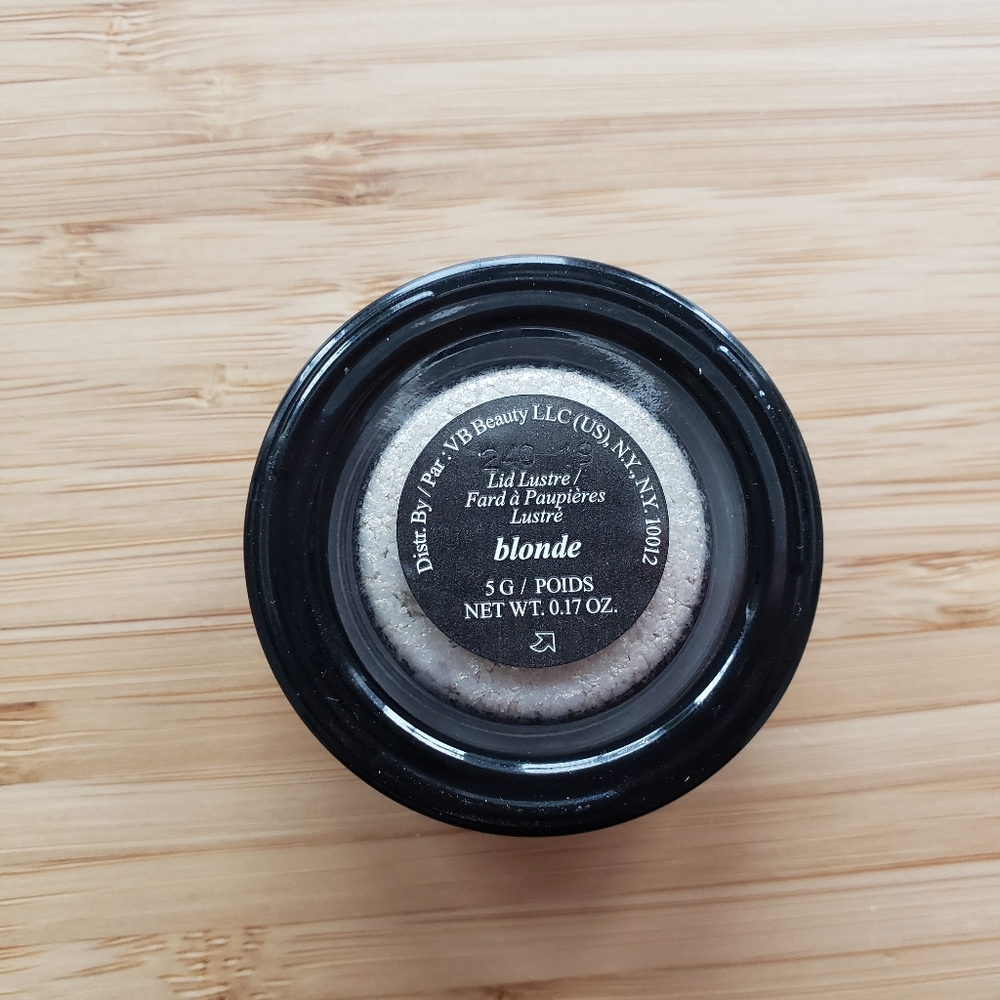 Distr. By / Par : VB Beauty LLC (US), N.Y., N.Y. 10012
Lid Lustre /
Fard à Paupières
Lustré
blonde
5 G / POIDS
NET WT. 0.17 OZ.